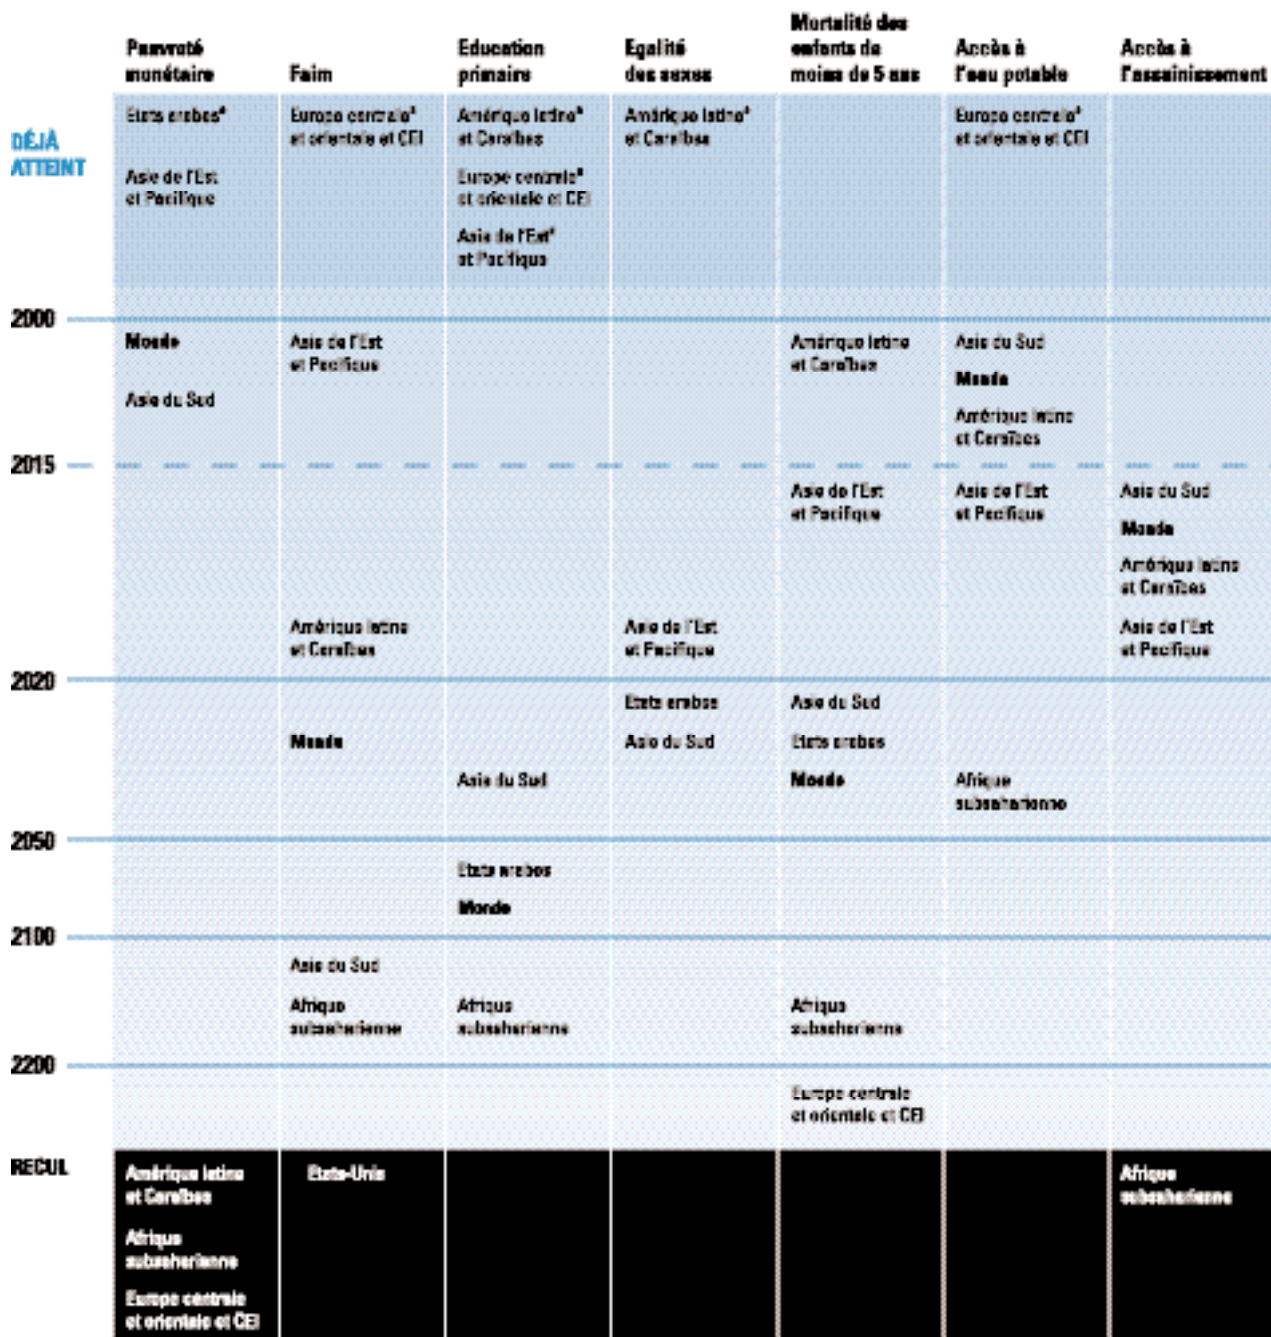 Pauvreté
monétaire
Faim
Education
primaire
Egalité
des sexes
Mortalité des
enfants de
moins de 5 ans
Accès à
l'eau potable
Accès à
l'assainissement
DÉJÀ
ATTEINT
Etats arabesª
Asie de l'Est
et Pacifique
Europe centraleª
et orientale et CEI
Amérique latineª
et Caraïbes
Europe centraleª
et orientale et CEI
Asie de l'Estª
et Pacifique
Amérique latineª
et Caraïbes
Europe centraleª
et orientale et CEI
2000
Monde
Asie du Sud
Asie de l'Est
et Pacifique
Amérique latine
et Caraïbes
Asie du Sud
Monde
Amérique latine
et Caraïbes
2015
Amérique latine
et Caraïbes
Asie de l'Est
et Pacifique
Asie de l'Est
et Pacifique
Asie de l'Est
et Pacifique
Asie du Sud
Monde
Amérique latine
et Caraïbes
Asie de l'Est
et Pacifique
2020
Monde
Asie du Sud
Etats arabes
Asie du Sud
Asie du Sud
Etats arabes
Monde
Afrique
subsaharienne
2050
Etats arabes
Monde
2100
Asie du Sud
Afrique
subsaharienne
Afrique
subsaharienne
Afrique
subsaharienne
2200
Europe centrale
et orientale et CEI
RECUL
Amérique latine
et Caraïbes
Afrique
subsaharienne
Europe centrale
et orientale et CEI
Etats-Unis
Afrique
subsaharienne